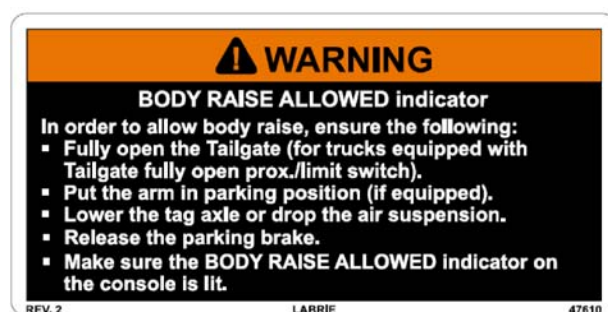 WARNING
BODY RAISE ALLOWED indicator
In order to allow body raise, ensure the following:
▪ Fully open the Tailgate (for trucks equipped with
Tailgate fully open prox./limit switch).
▪ Put the arm in parking position (if equipped).
▪ Lower the tag axle or drop the air suspension.
▪ Release the parking brake.
▪ Make sure the BODY RAISE ALLOWED indicator on
the console is lit.
REV. 2 LABRIE 47610